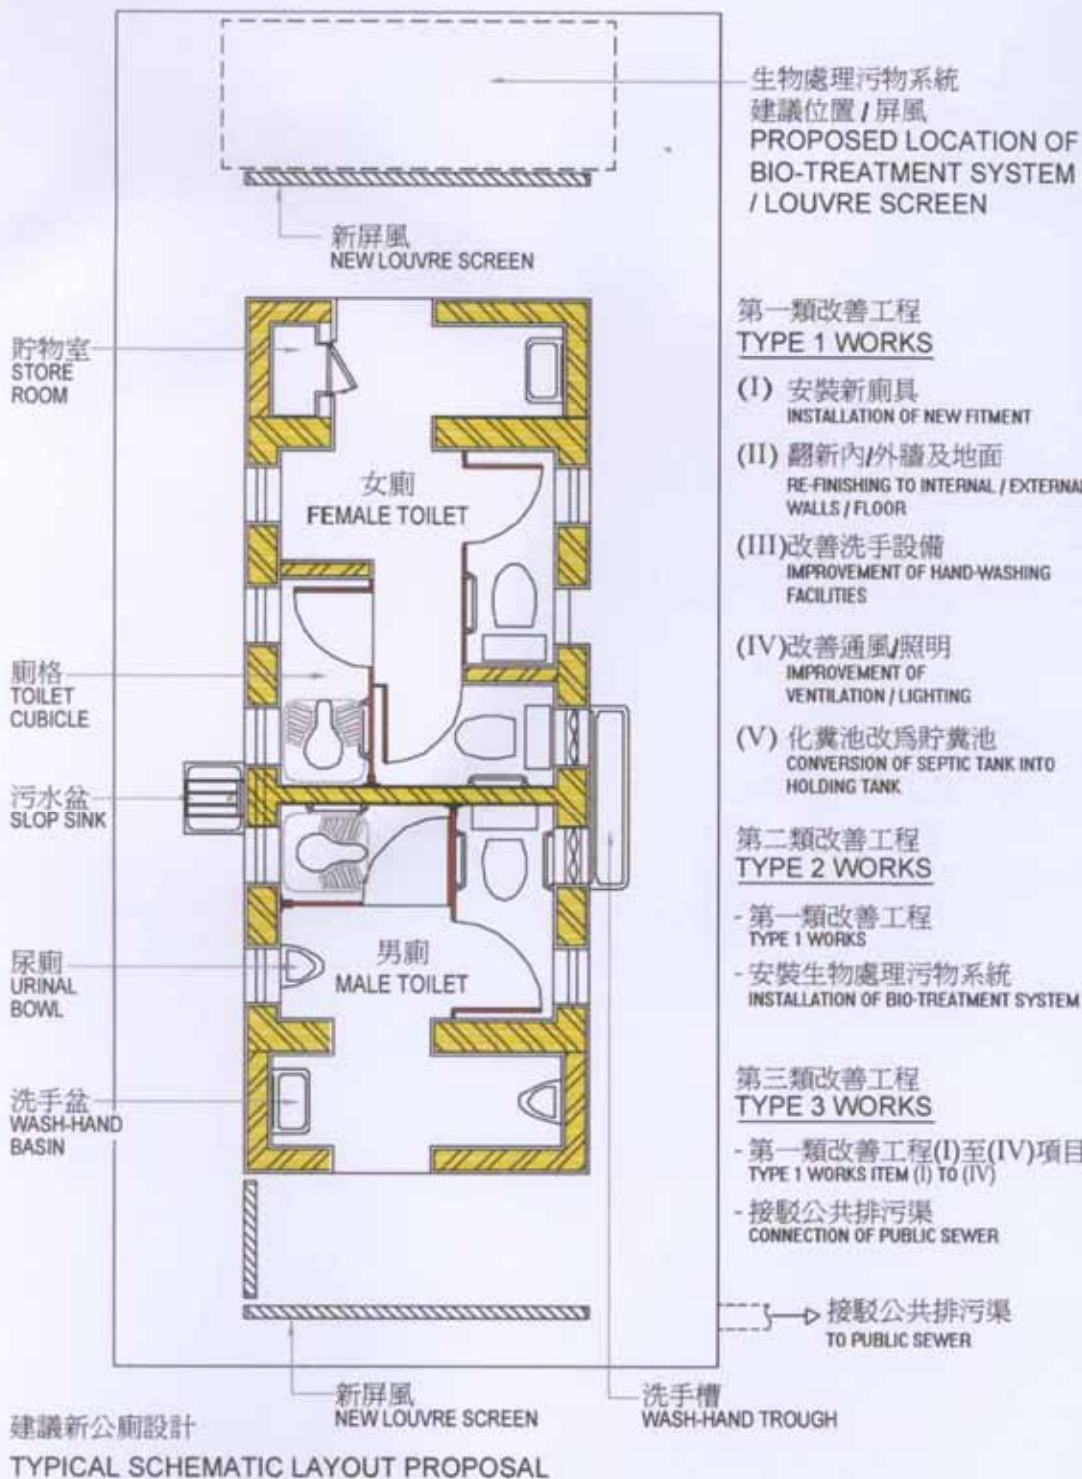 生物處理污物系統
建議位置 / 屏風
PROPOSED LOCATION OF
BIO-TREATMENT SYSTEM
/ LOUVRE SCREEN
新屏風
NEW LOUVRE SCREEN
貯物室
STORE
ROOM
女廁
FEMALE TOILET
廁格
TOILET
CUBICLE
污水盆
SLOP SINK
尿廁
URINAL
BOWL
男廁
MALE TOILET
洗手盆
WASH-HAND
BASIN
第一類改善工程
TYPE 1 WORKS
(I) 安裝新廁具
INSTALLATION OF NEW FITMENT
(II) 翻新內/外牆及地面
RE-FINISHING TO INTERNAL / EXTERNAL
WALLS / FLOOR
(III)改善洗手設備
IMPROVEMENT OF HAND-WASHING
FACILITIES
(IV)改善通風/照明
IMPROVEMENT OF
VENTILATION / LIGHTING
(V) 化糞池改爲貯糞池
CONVERSION OF SEPTIC TANK INTO
HOLDING TANK
第二類改善工程
TYPE 2 WORKS
- 第一類改善工程
TYPE 1 WORKS
- 安裝生物處理污物系統
INSTALLATION OF BIO-TREATMENT SYSTEM
第三類改善工程
TYPE 3 WORKS
- 第一類改善工程(I)至(IV)項目
TYPE 1 WORKS ITEM (I) TO (IV)
- 接駁公共排污渠
CONNECTION OF PUBLIC SEWER
接駁公共排污渠
TO PUBLIC SEWER
新屏風
NEW LOUVRE SCREEN
洗手槽
WASH-HAND TROUGH
建議新公廁設計
TYPICAL SCHEMATIC LAYOUT PROPOSAL